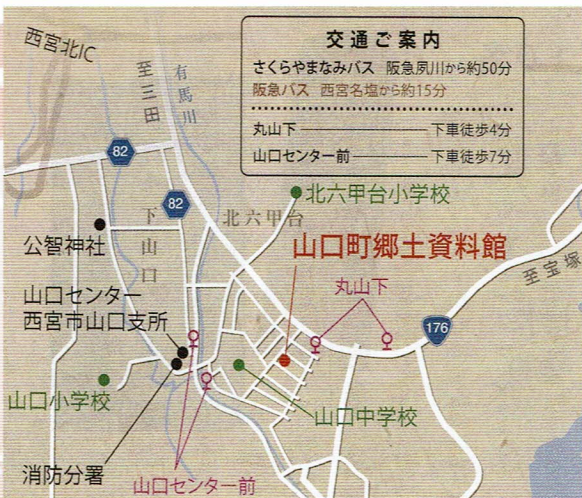 交通ご案内
さくらやまなみバス 阪急夙川から約50分
阪急バス 西宮名塩から約15分
丸山下 下車徒歩4分
山口センター前 下車徒歩7分
西宮北IC
至三田
有馬川
82
82
下山口
北六甲台
北六甲台小学校
公智神社
山口町郷土資料館
丸山下
至宝塚
176
山口センター
西宮市山口支所
山口小学校
山口中学校
消防分署
山口センター前